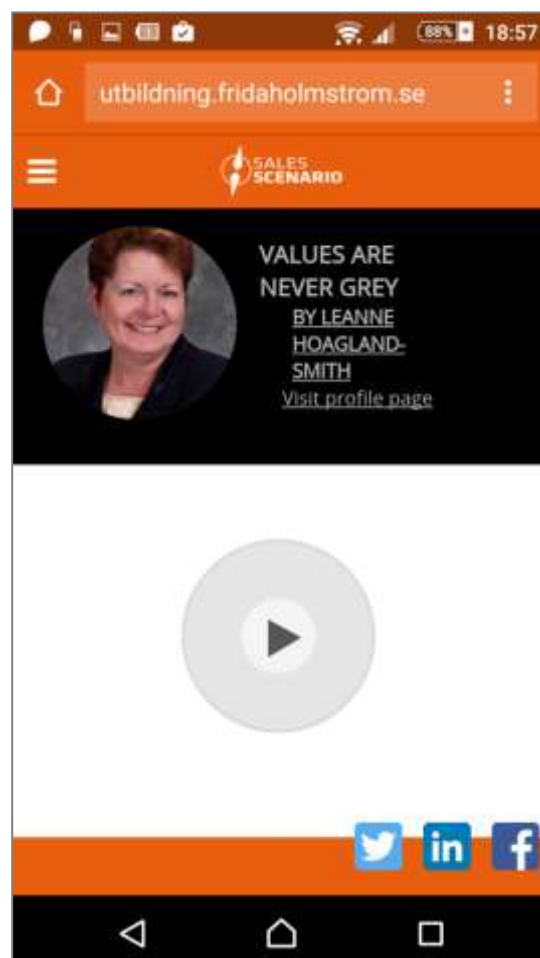 88%
18:57
utbildning.fridaholmstrom.se
SALES
SCENARIO
VALUES ARE
NEVER GREY
BY LEANNE
HOAGLAND-
SMITH
Visit profile page
in
f